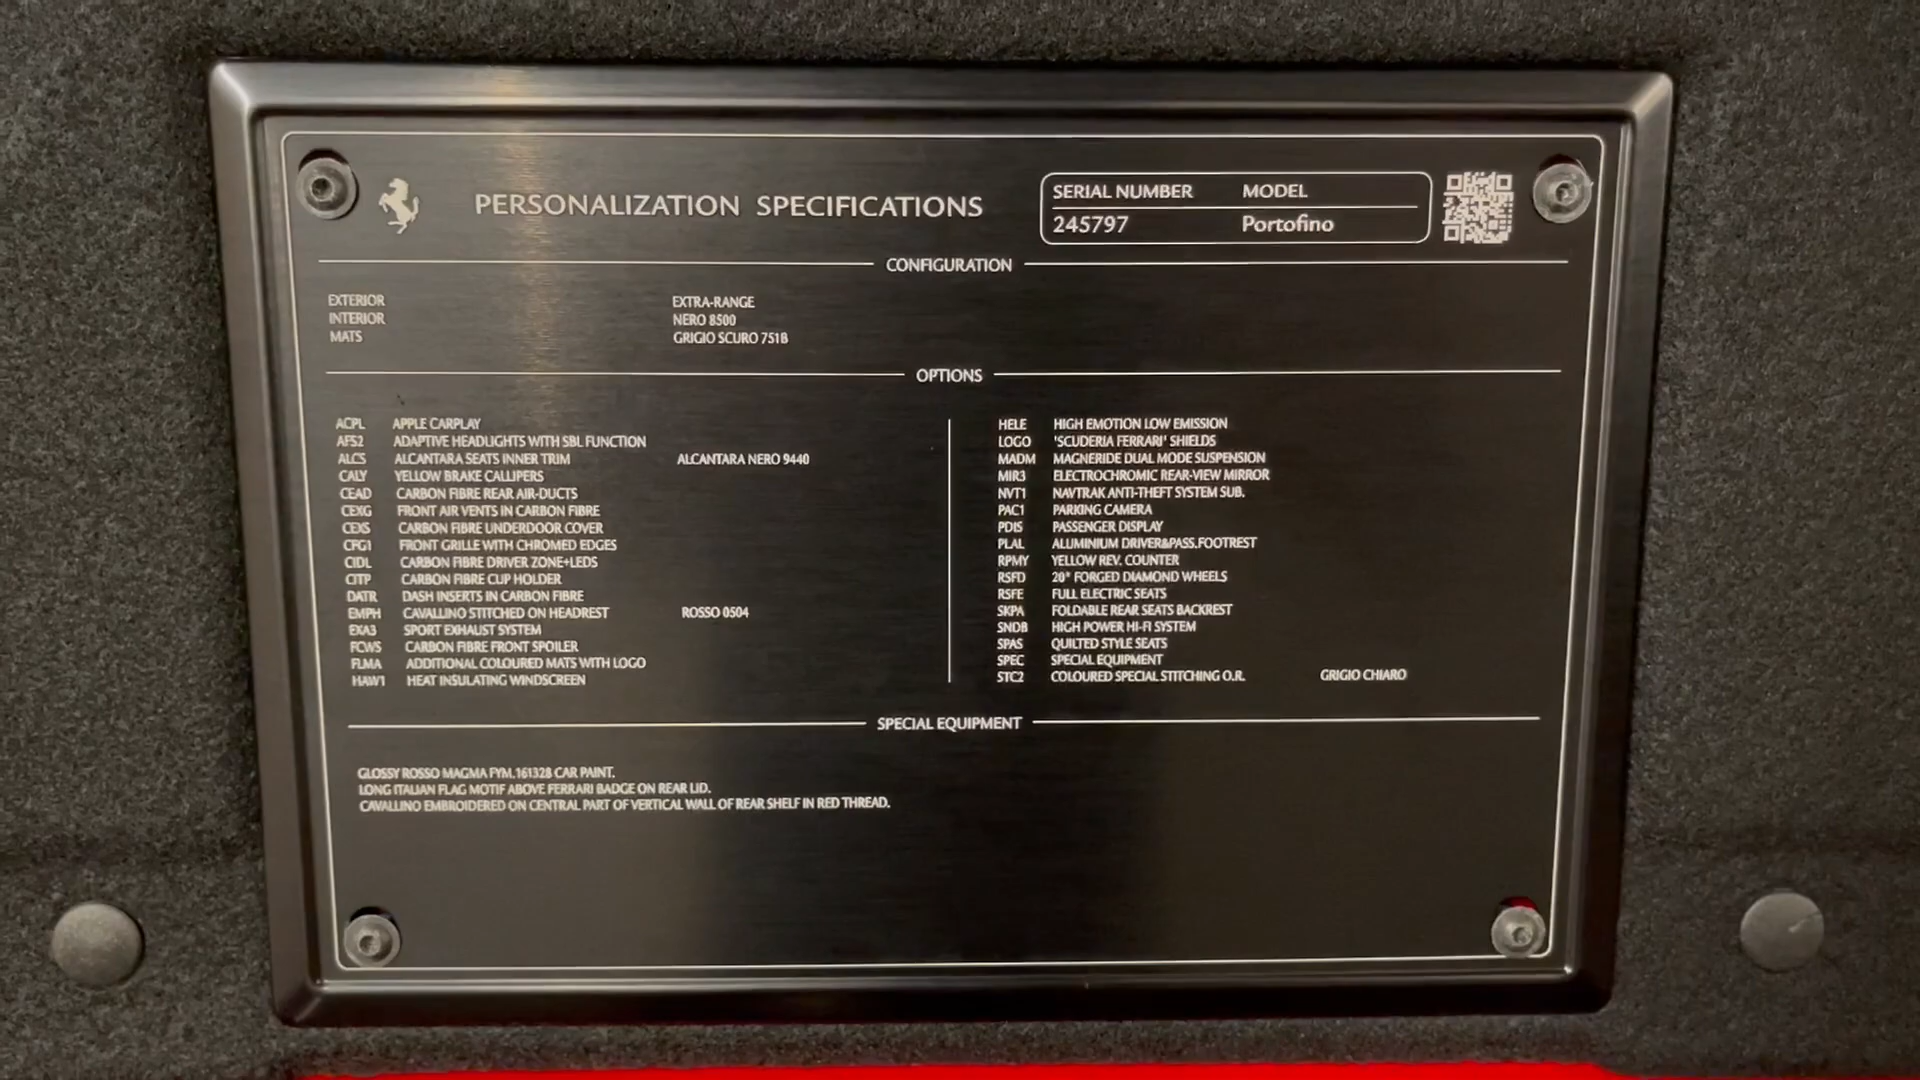 PERSONALIZATION SPECIFICATIONS
SERIAL NUMBER MODEL
245797 Portofino
CONFIGURATION
EXTERIOR EXTRA-RANGE
INTERIOR NERO 8500
MATS GRIGIO SCURO 751B
OPTIONS
ACPL APPLE CARPLAY
AFS2 ADAPTIVE HEADLIGHTS WITH SBL FUNCTION
ALCS ALCANTARA SEATS INNER TRIM ALCANTARA NERO 9440
CALY YELLOW BRAKE CALLIPERS
CEAD CARBON FIBRE REAR AIR-DUCTS
CEXG FRONT AIR VENTS IN CARBON FIBRE
CEXS CARBON FIBRE UNDERDOOR COVER
CFG1 FRONT GRILLE WITH CHROMED EDGES
CIDL CARBON FIBRE DRIVER ZONE+LEDS
CITP CARBON FIBRE CUP HOLDER
DATR DASH INSERTS IN CARBON FIBRE
EMPH CAVALLINO STITCHED ON HEADREST ROSSO 0504
EXA3 SPORT EXHAUST SYSTEM
FCWS CARBON FIBRE FRONT SPOILER
FLMA ADDITIONAL COLOURED MATS WITH LOGO
HAW1 HEAT INSULATING WINDSCREEN
HELE HIGH EMOTION LOW EMISSION
LOGO 'SCUDERIA FERRARI' SHIELDS
MADM MAGNERIDE DUAL MODE SUSPENSION
MIR3 ELECTROCHROMIC REAR-VIEW MIRROR
NVT1 NAVTRAK ANTI-THEFT SYSTEM SUB.
PAC1 PARKING CAMERA
PDIS PASSENGER DISPLAY
PLAL ALUMINIUM DRIVER&PASS.FOOTREST
RPMY YELLOW REV. COUNTER
RSFD 20" FORGED DIAMOND WHEELS
RSFE FULL ELECTRIC SEATS
SKPA FOLDABLE REAR SEATS BACKREST
SNDB HIGH POWER HI-FI SYSTEM
SPAS QUILTED STYLE SEATS
SPEC SPECIAL EQUIPMENT
STC2 COLOURED SPECIAL STITCHING O.R. GRIGIO CHIARO
SPECIAL EQUIPMENT
GLOSSY ROSSO MAGMA FYM.161328 CAR PAINT.
LONG ITALIAN FLAG MOTIF ABOVE FERRARI BADGE ON REAR LID.
CAVALLINO EMBROIDERED ON CENTRAL PART OF VERTICAL WALL OF REAR SHELF IN RED THREAD.